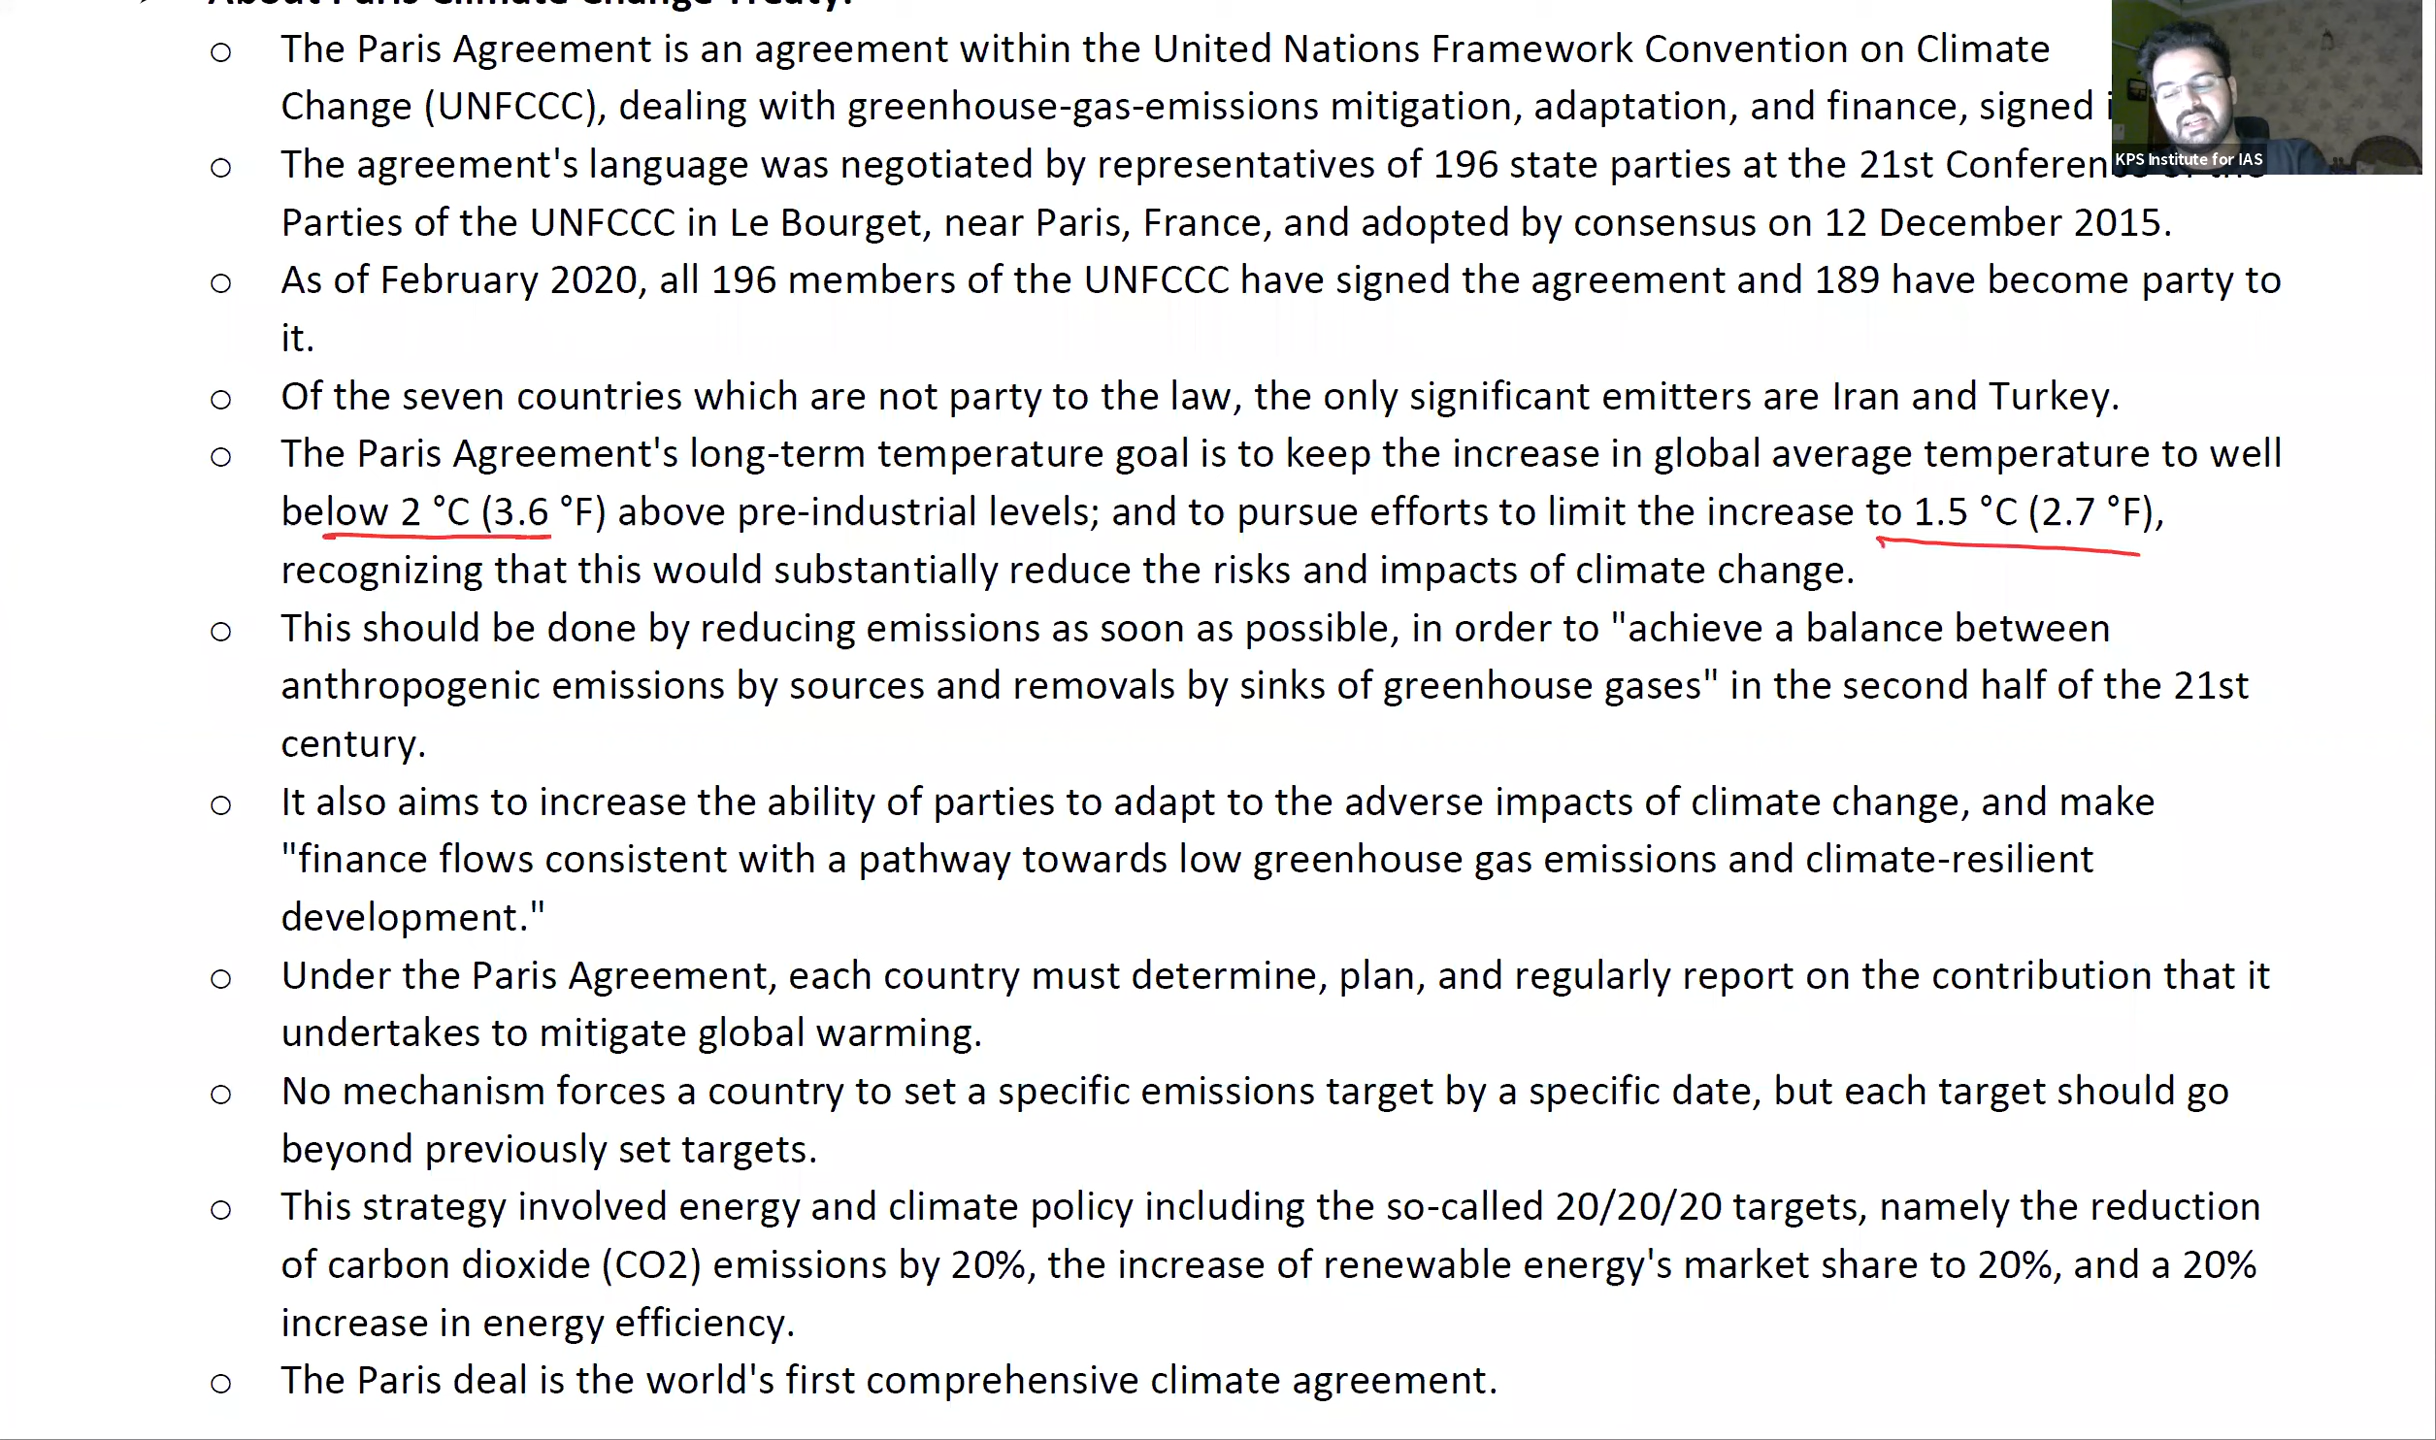 About Paris Climate Change Treaty:
o The Paris Agreement is an agreement within the United Nations Framework Convention on Climate
Change (UNFCCC), dealing with greenhouse-gas-emissions mitigation, adaptation, and finance, signed
KPS Institute for IAS
o The agreement's language was negotiated by representatives of 196 state parties at the 21st
Parties of the UNFCCC in Le Bourget, near Paris, France, and adopted by consensus on 12 December 2015.
o As of February 2020, all 196 members of the UNFCCC have signed the agreement and 189 have become party to
it.
o Of the seven countries which are not party to the law, the only significant emitters are Iran and Turkey.
o The Paris Agreement's long-term temperature goal is to keep the increase in global average temperature to well
below 2 °C (3.6 °F) above pre-industrial levels; and to pursue efforts to limit the increase to 1.5 °C (2.7 °F),
recognizing that this would substantially reduce the risks and impacts of climate change.
o This should be done by reducing emissions as soon as possible, in order to "achieve a balance between
anthropogenic emissions by sources and removals by sinks of greenhouse gases" in the second half of the 21st
century.
o It also aims to increase the ability of parties to adapt to the adverse impacts of climate change, and make
"finance flows consistent with a pathway towards low greenhouse gas emissions and climate-resilient
development."
o Under the Paris Agreement, each country must determine, plan, and regularly report on the contribution that it
undertakes to mitigate global warming.
o No mechanism forces a country to set a specific emissions target by a specific date, but each target should go
beyond previously set targets.
o This strategy involved energy and climate policy including the so-called 20/20/20 targets, namely the reduction
of carbon dioxide (CO2) emissions by 20%, the increase of renewable energy's market share to 20%, and a 20%
increase in energy efficiency.
o The Paris deal is the world's first comprehensive climate agreement.